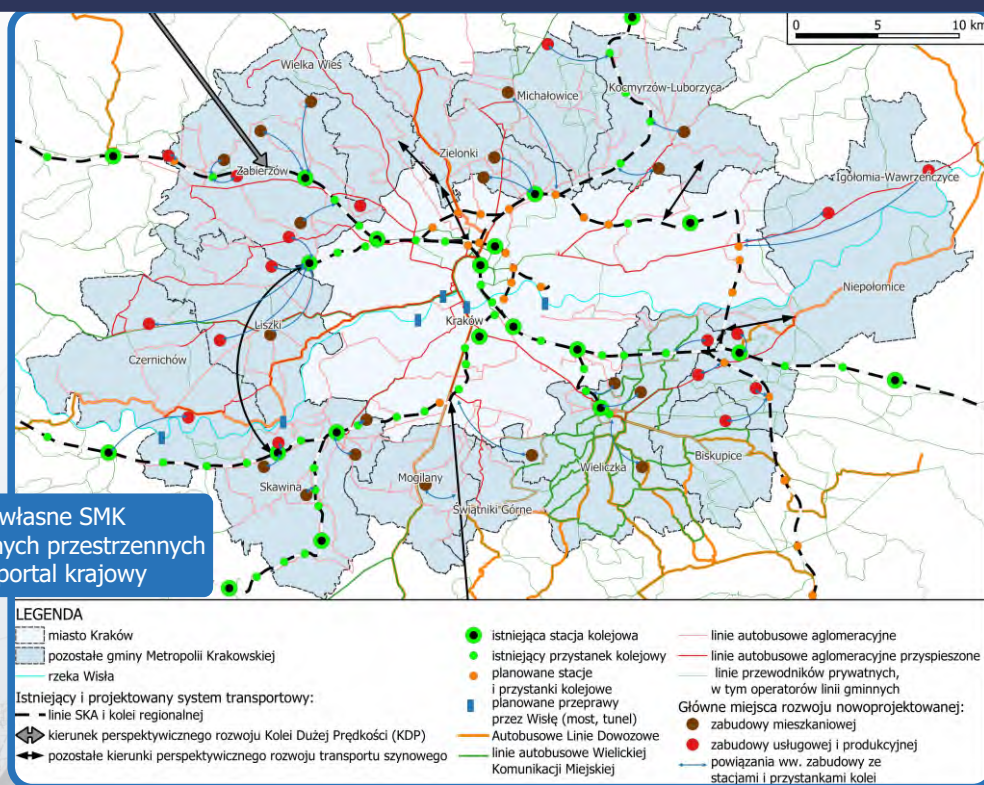 0 5 10 km
Wielka Wieś
Michałowice
Kocmyrzów-Luborzyca
Zielonki
Zabierzów
Igołomia-Wawrzeńczyce
Niepołomice
Kraków
Liszki
Czernichów
Biskupice
Wieliczka
Skawina
Mogilany
Świątniki Górne
własne SMK
nych przestrzennych
portal krajowy
LEGENDA
miasto Kraków
pozostałe gminy Metropolii Krakowskiej
rzeka Wisła
Istniejący i projektowany system transportowy:
linie SKA i kolei regionalnej
kierunek perspektywicznego rozwoju Kolei Dużej Prędkości (KDP)
pozostałe kierunki perspektywicznego rozwoju transportu szynowego
istniejąca stacja kolejowa
istniejący przystanek kolejowy
planowane stacje
i przystanki kolejowe
planowane przeprawy
przez Wisłę (most, tunel)
Autobusowe Linie Dowozowe
linie autobusowe Wielickiej
Komunikacji Miejskiej
linie autobusowe aglomeracyjne
linie autobusowe aglomeracyjne przyspieszone
linie przewodników prywatnych,
w tym operatorów linii gminnych
Główne miejsca rozwoju nowoprojektowanej:
zabudowy mieszkaniowej
zabudowy usługowej i produkcyjnej
powiązania ww. zabudowy ze
stacjami i przystankami kolei